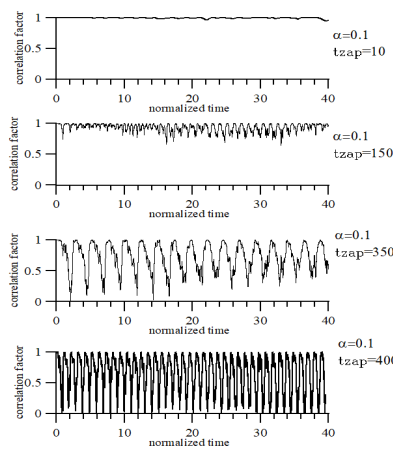 correlation factor
1
0.5
0
0 10 20 30 40
normalized time
α=0.1
tzap=10
correlation factor
1
0.5
0
0 10 20 30 40
normalized time
α=0.1
tzap=150
correlation factor
1
0.5
0
0 10 20 30 40
normalized time
α=0.1
tzap=350
correlation factor
1
0.5
0
0 10 20 30 40
normalized time
α=0.1
tzap=400